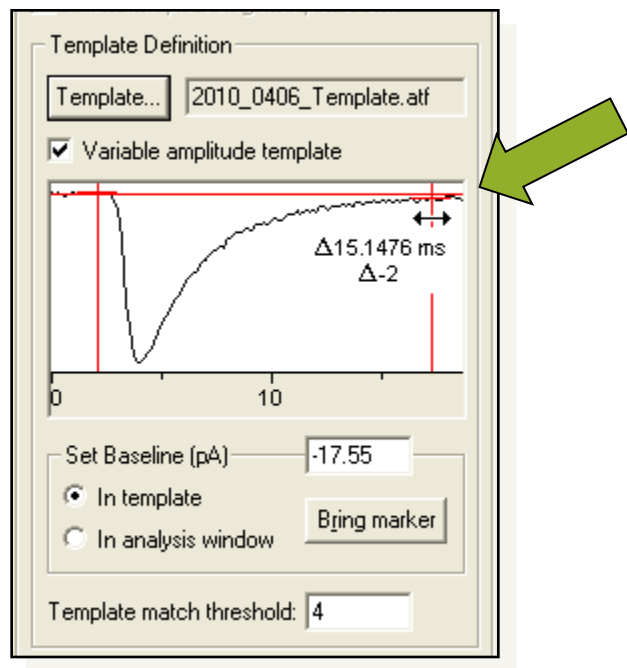 Template Definition
Template... 2010_0406_Template.atf
Variable amplitude template
Δ15.1476 ms
Δ-2
0 10
Set Baseline (pA) -17.55
In template
In analysis window
Bring marker
Template match threshold: 4